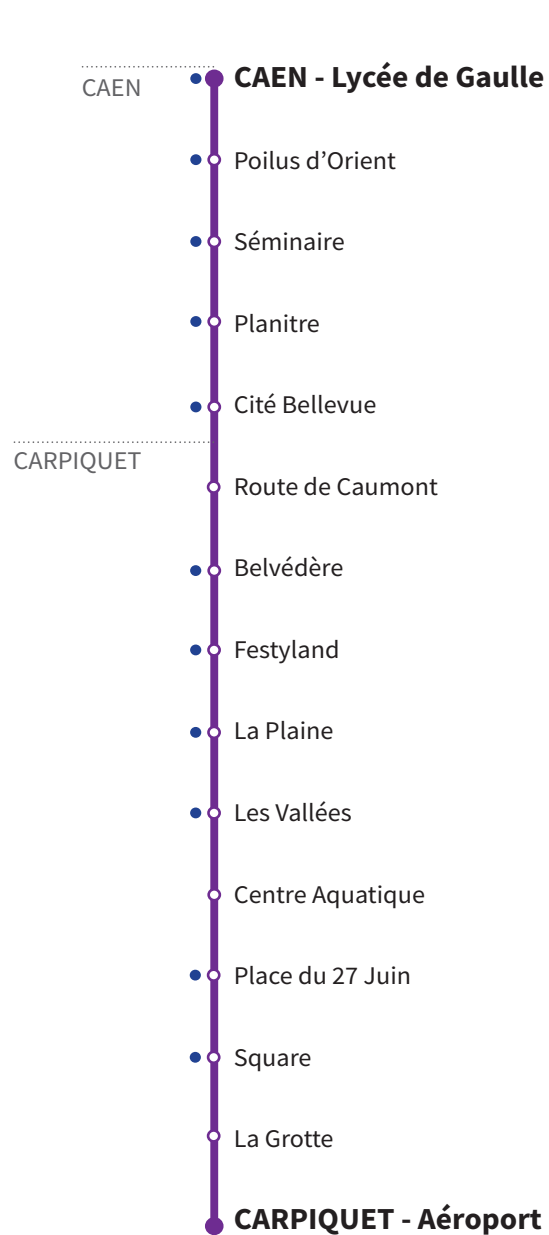 CAEN
CAEN - Lycée de Gaulle
Poilus d’Orient
Séminaire
Planitre
Cité Bellevue
CARPIQUET
Route de Caumont
Belvédère
Festyland
La Plaine
Les Vallées
Centre Aquatique
Place du 27 Juin
Square
La Grotte
CARPIQUET - Aéroport